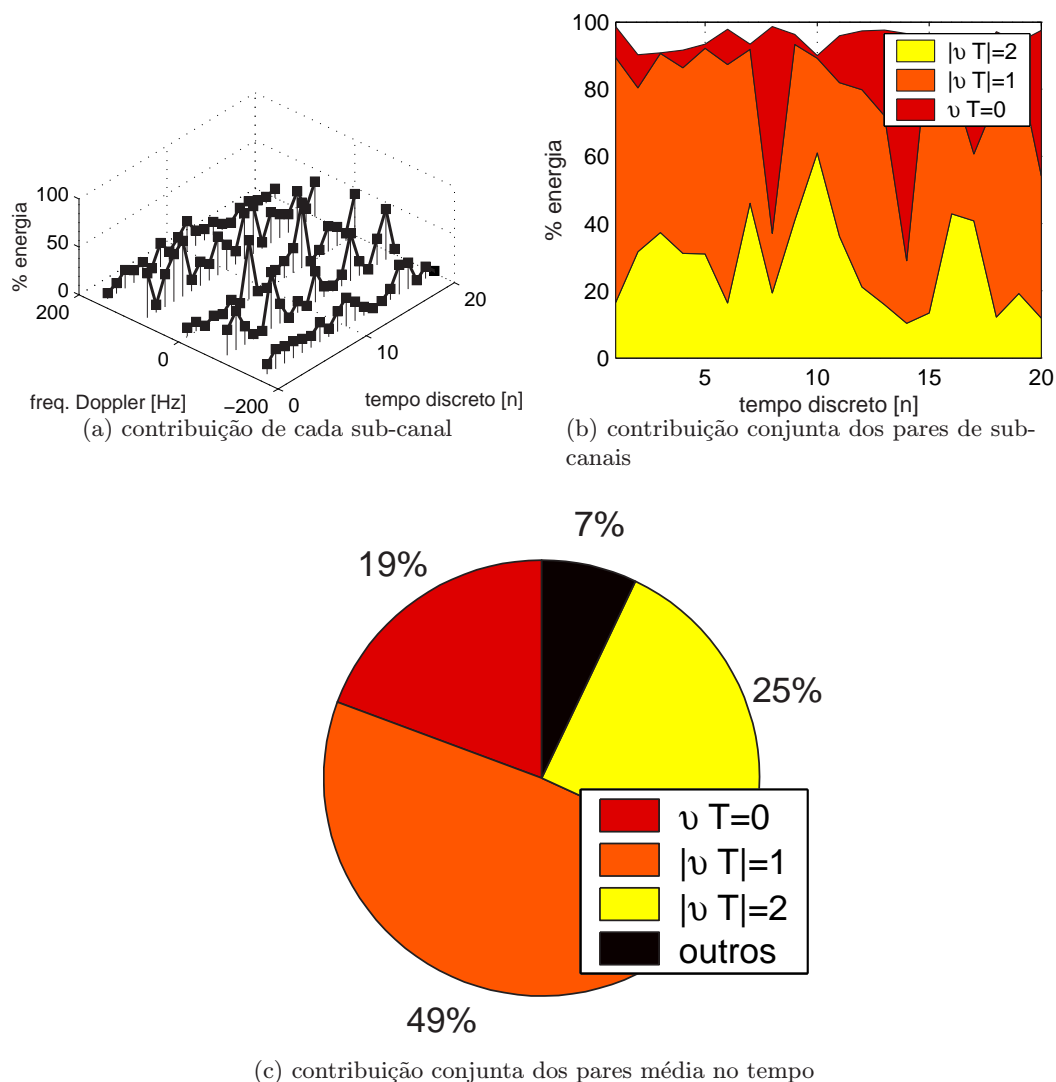 100
50
0
% energia
200
0
−200
freq. Doppler [Hz]
0
10
20
tempo discreto [n]
(a) contribuição de cada sub-canal
100
80
60
40
20
0
% energia
5
10
15
20
tempo discreto [n]
|υ T|=2
|υ T|=1
υ T=0
(b) contribuição conjunta dos pares de sub-
canais
7%
19%
25%
49%
υ T=0
|υ T|=1
|υ T|=2
outros
(c) contribuição conjunta dos pares média no tempo